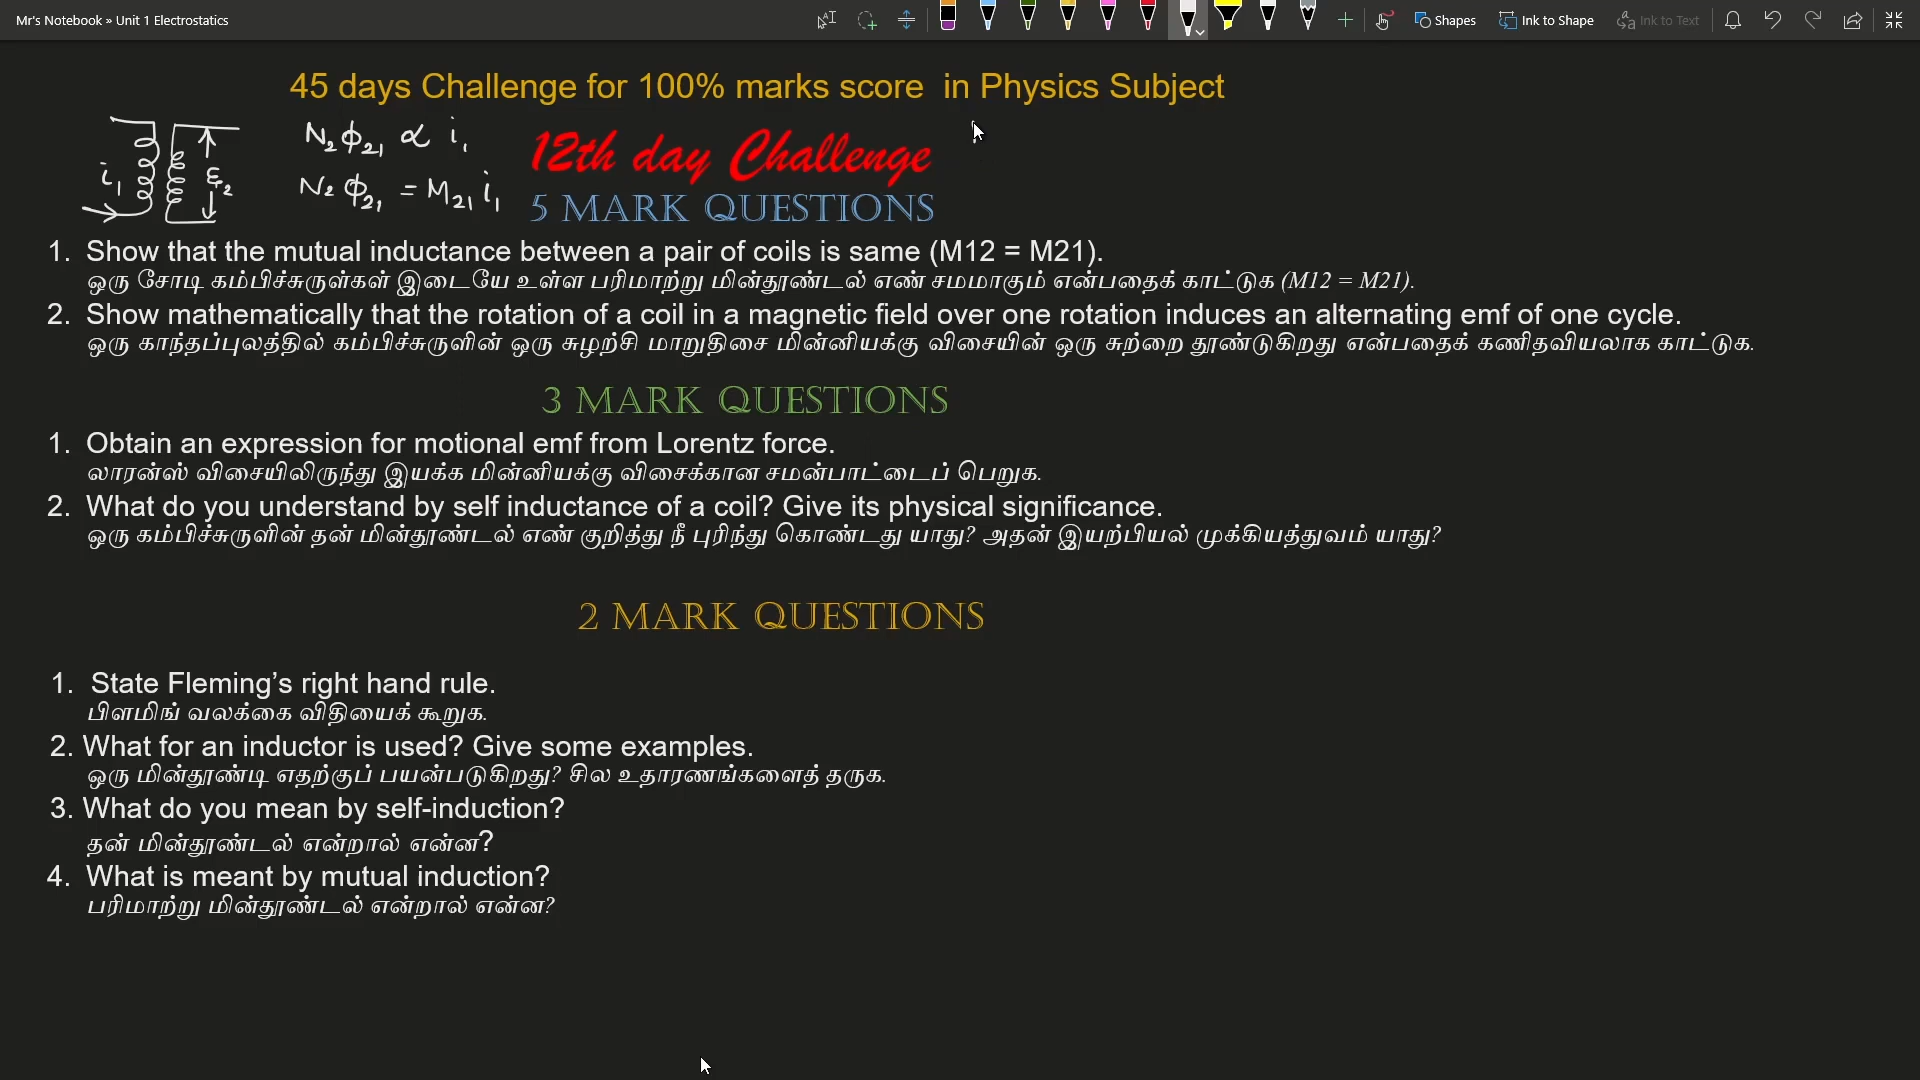 Mr's Notebook » Unit 1 Electrostatics
Shapes
Ink to Shape
Ink to Text
45 days Challenge for 100% marks score in Physics Subject
i₁ ε₂
N₂ϕ₂₁ ∝ i₁
N₂ϕ₂₁ = M₂₁ i₁
12th day Challenge
5 MARK QUESTIONS
1. Show that the mutual inductance between a pair of coils is same (M12 = M21).
ஒரு சோடி கம்பிச்சுருள்கள் இடையே உள்ள பரிமாற்று மின்தூண்டல் எண் சமமாகும் என்பதைக் காட்டுக (M12 = M21).
2. Show mathematically that the rotation of a coil in a magnetic field over one rotation induces an alternating emf of one cycle.
ஒரு காந்தப்புலத்தில் கம்பிச்சுருளின் ஒரு சுழற்சி மாறுதிசை மின்னியக்கு விசையின் ஒரு சுற்றை தூண்டுகிறது என்பதைக் கணிதவியலாக காட்டுக.
3 MARK QUESTIONS
1. Obtain an expression for motional emf from Lorentz force.
லாரன்ஸ் விசையிலிருந்து இயக்க மின்னியக்கு விசைக்கான சமன்பாட்டைப் பெறுக.
2. What do you understand by self inductance of a coil? Give its physical significance.
ஒரு கம்பிச்சுருளின் தன் மின்தூண்டல் எண் குறித்து நீ புரிந்து கொண்டது யாது? அதன் இயற்பியல் முக்கியத்துவம் யாது?
2 MARK QUESTIONS
1. State Fleming’s right hand rule.
பிளமிங் வலக்கை விதியைக் கூறுக.
2. What for an inductor is used? Give some examples.
ஒரு மின்தூண்டி எதற்குப் பயன்படுகிறது? சில உதாரணங்களைத் தருக.
3. What do you mean by self-induction?
தன் மின்தூண்டல் என்றால் என்ன?
4. What is meant by mutual induction?
பரிமாற்று மின்தூண்டல் என்றால் என்ன?